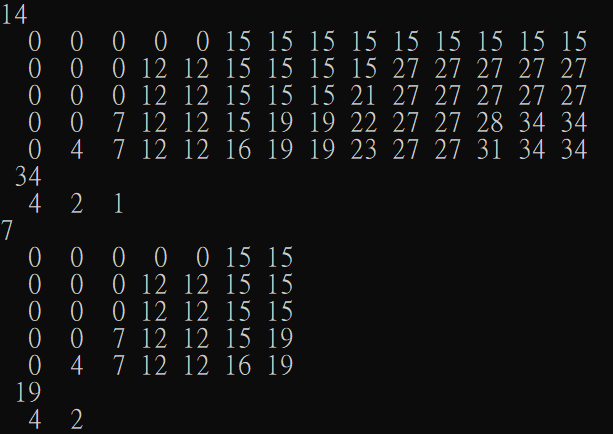 14
0 0 0 0 0 15 15 15 15 15 15 15 15 15
0 0 0 12 12 15 15 15 15 27 27 27 27 27
0 0 0 12 12 15 15 15 21 27 27 27 27 27
0 0 7 12 12 15 19 19 22 27 27 28 34 34
0 4 7 12 12 16 19 19 23 27 27 31 34 34
34
4 2 1
7
0 0 0 0 0 15 15
0 0 0 12 12 15 15
0 0 0 12 12 15 15
0 0 7 12 12 15 19
0 4 7 12 12 16 19
19
4 2